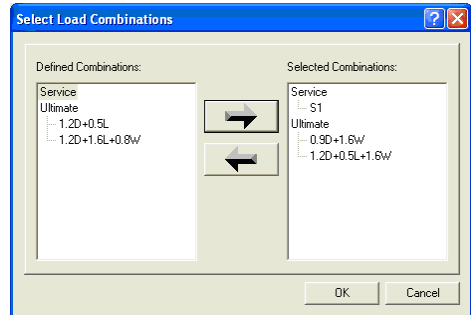 Select Load Combinations
Defined Combinations:
Service
Ultimate
1.2D+0.5L
1.2D+1.6L+0.8W
Selected Combinations:
Service
S1
Ultimate
0.9D+1.6W
1.2D+0.5L+1.6W
OK
Cancel